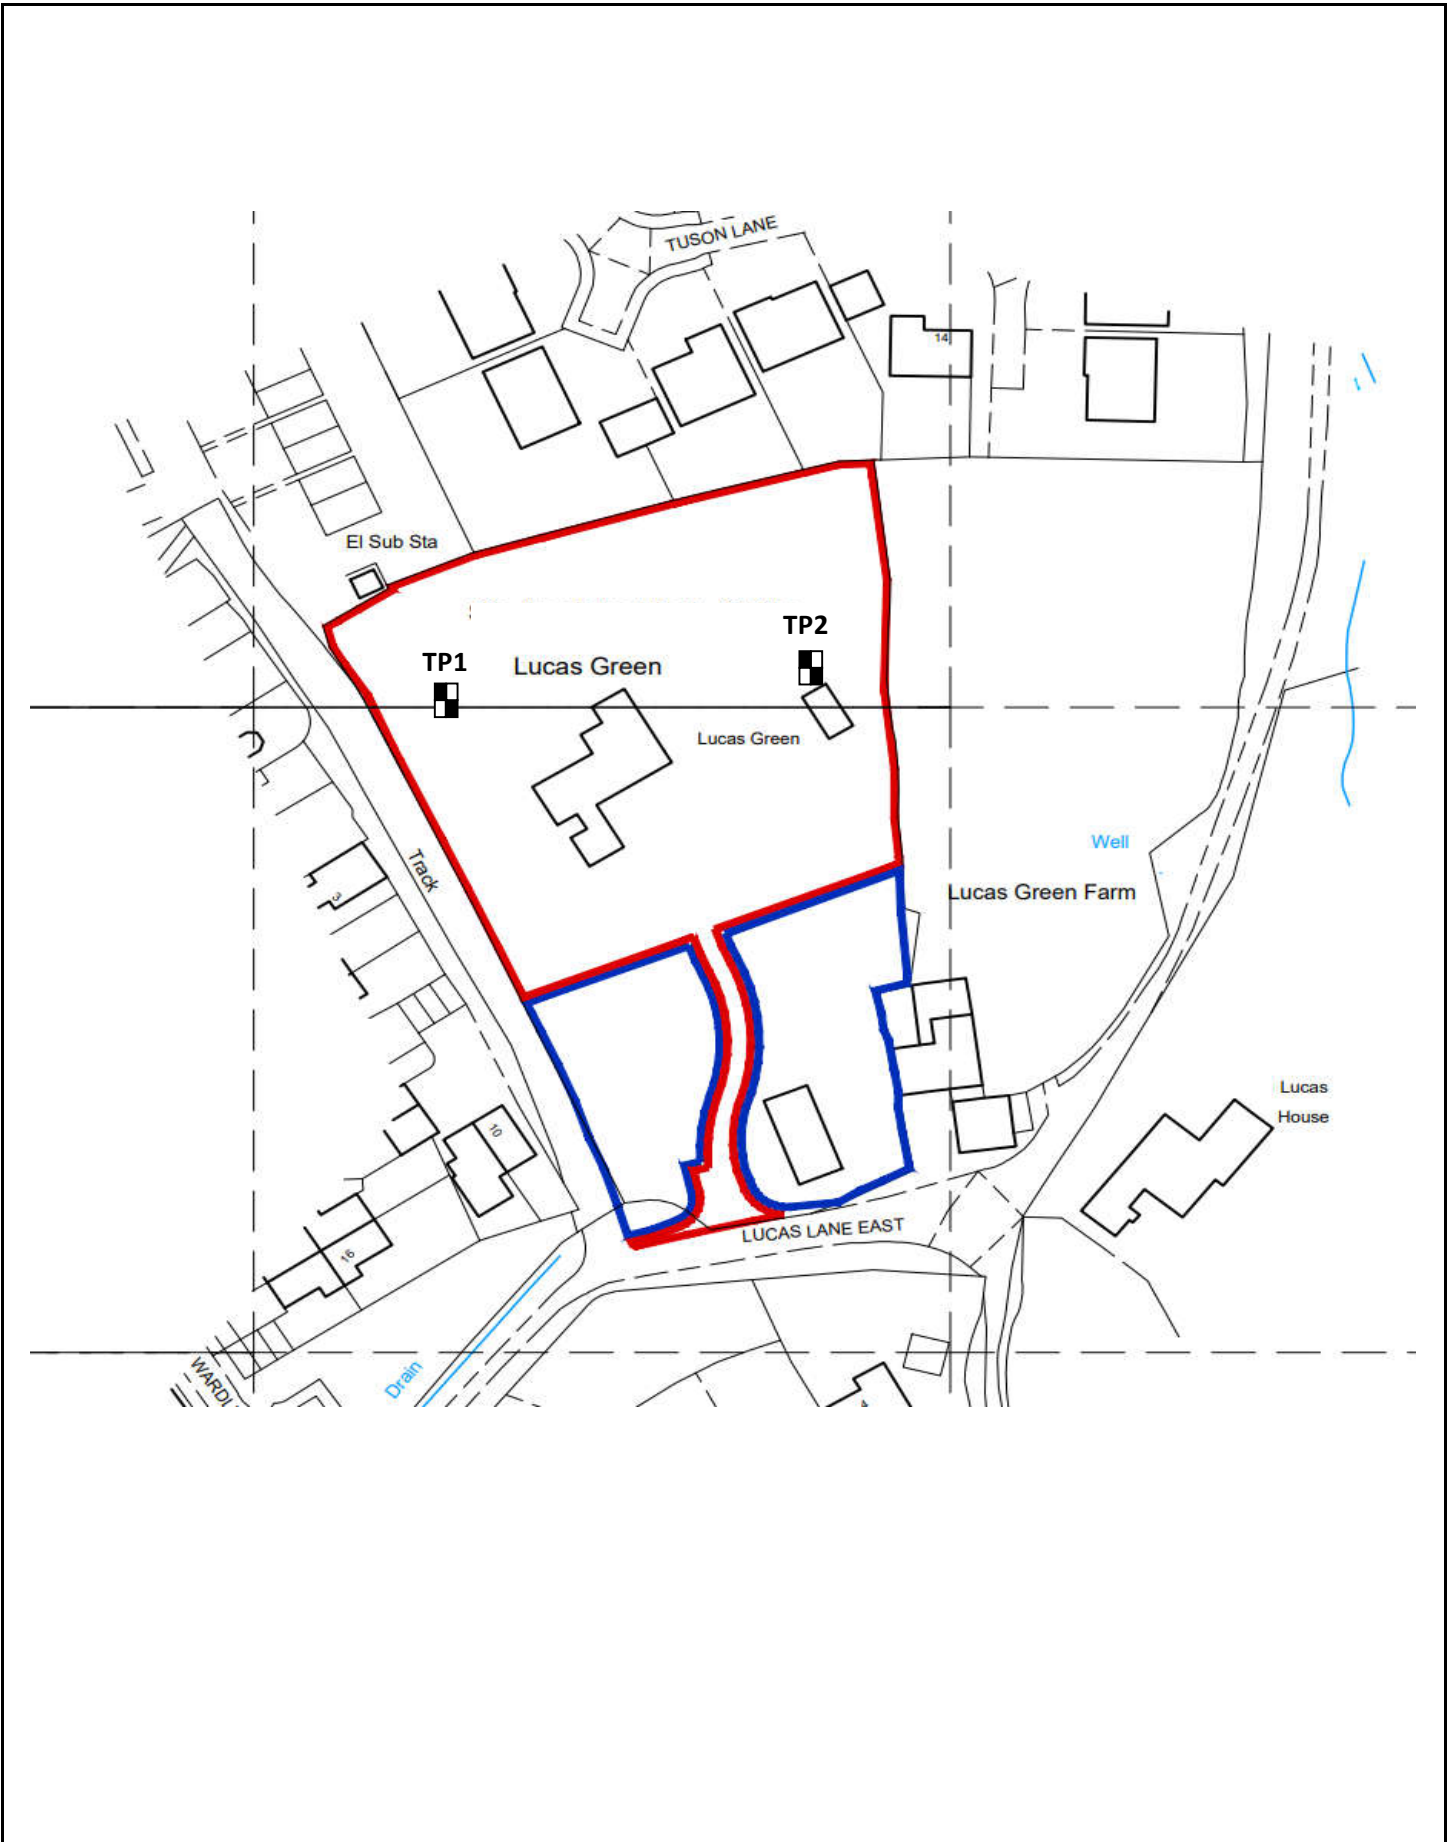 TUSON LANE
14
El Sub Sta
TP2
TP1
Lucas Green
Lucas Green
Well
Track
3
Lucas Green Farm
Lucas
House
10
LUCAS LANE EAST
16
Drain